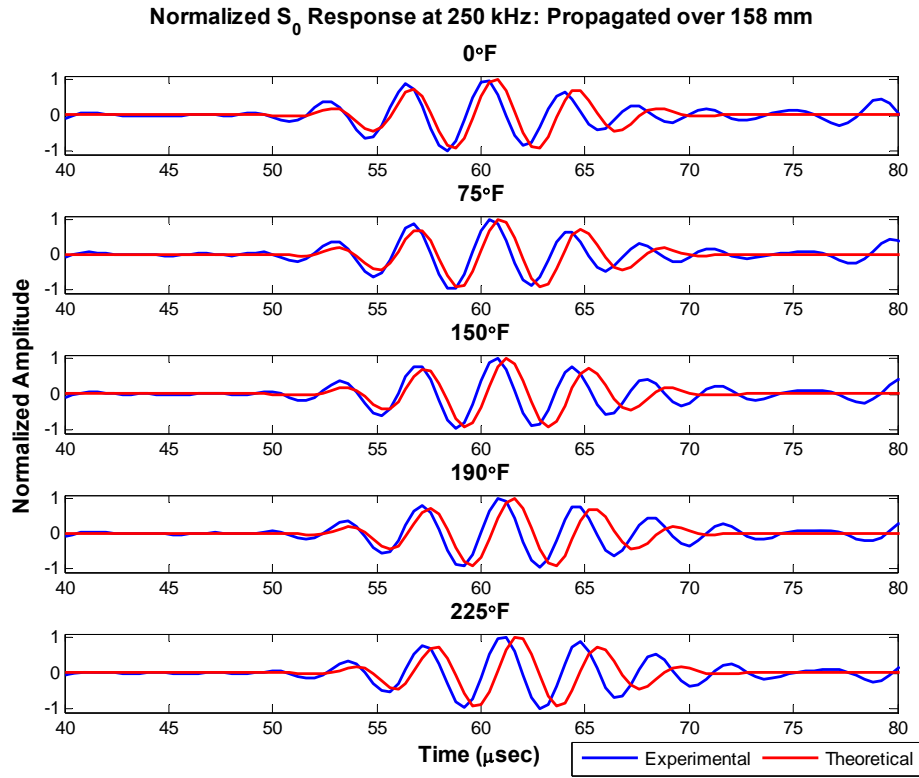 Normalized S0 Response at 250 kHz: Propagated over 158 mm
0°F
1
0
-1
40 45 50 55 60 65 70 75 80
75°F
1
0
-1
40 45 50 55 60 65 70 75 80
150°F
1
0
-1
40 45 50 55 60 65 70 75 80
190°F
1
0
-1
40 45 50 55 60 65 70 75 80
225°F
1
0
-1
40 45 50 55 60 65 70 75 80
Normalized Amplitude
Time (μsec)
Experimental Theoretical